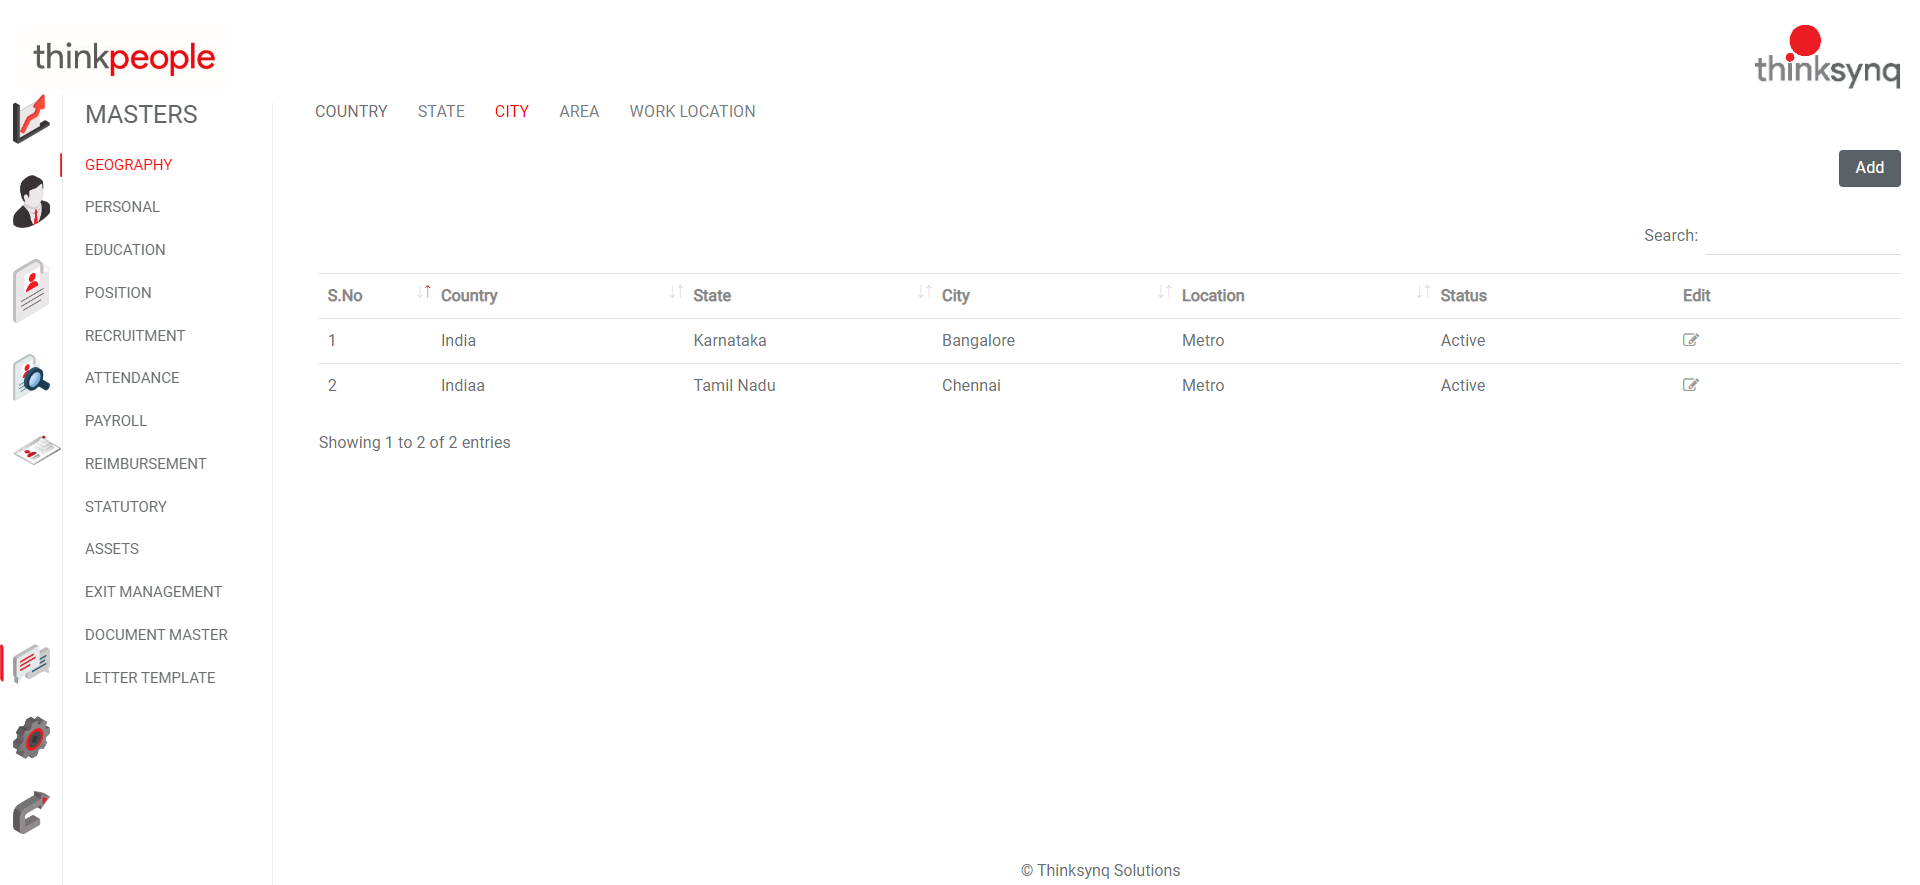 thinkpeople
thinksynq
MASTERS
GEOGRAPHY
PERSONAL
EDUCATION
POSITION
RECRUITMENT
ATTENDANCE
PAYROLL
REIMBURSEMENT
STATUTORY
ASSETS
EXIT MANAGEMENT
DOCUMENT MASTER
LETTER TEMPLATE
COUNTRY STATE CITY AREA WORK LOCATION
Add
Search:
S.No Country State City Location Status Edit
1 India Karnataka Bangalore Metro Active
2 Indiaa Tamil Nadu Chennai Metro Active
Showing 1 to 2 of 2 entries
© Thinksynq Solutions